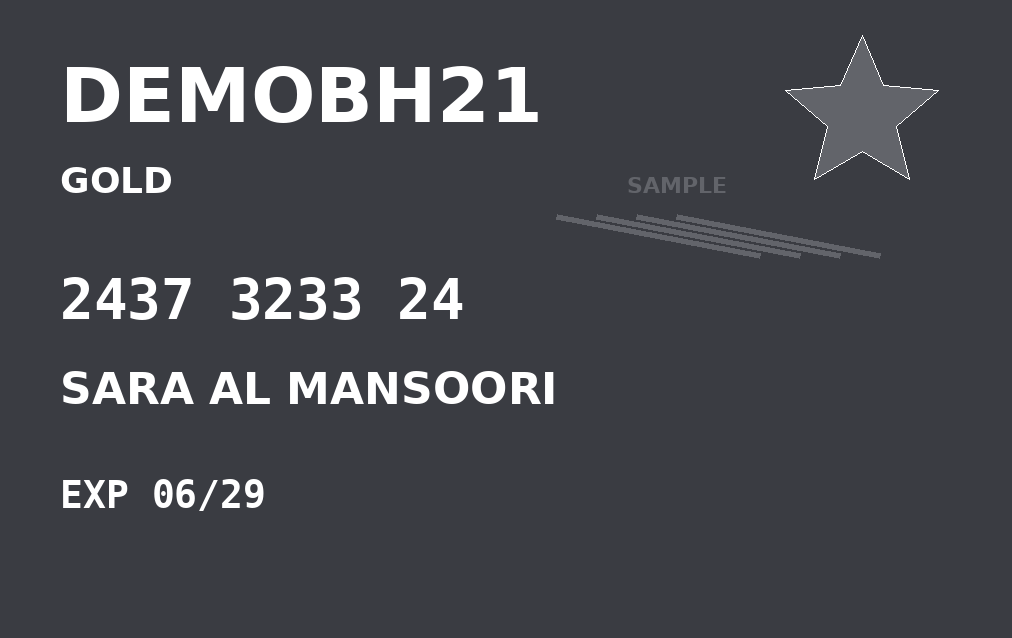 DEMOBH21
GOLD
SAMPLE
2437 3233 24
SARA AL MANSOORI
EXP 06/29